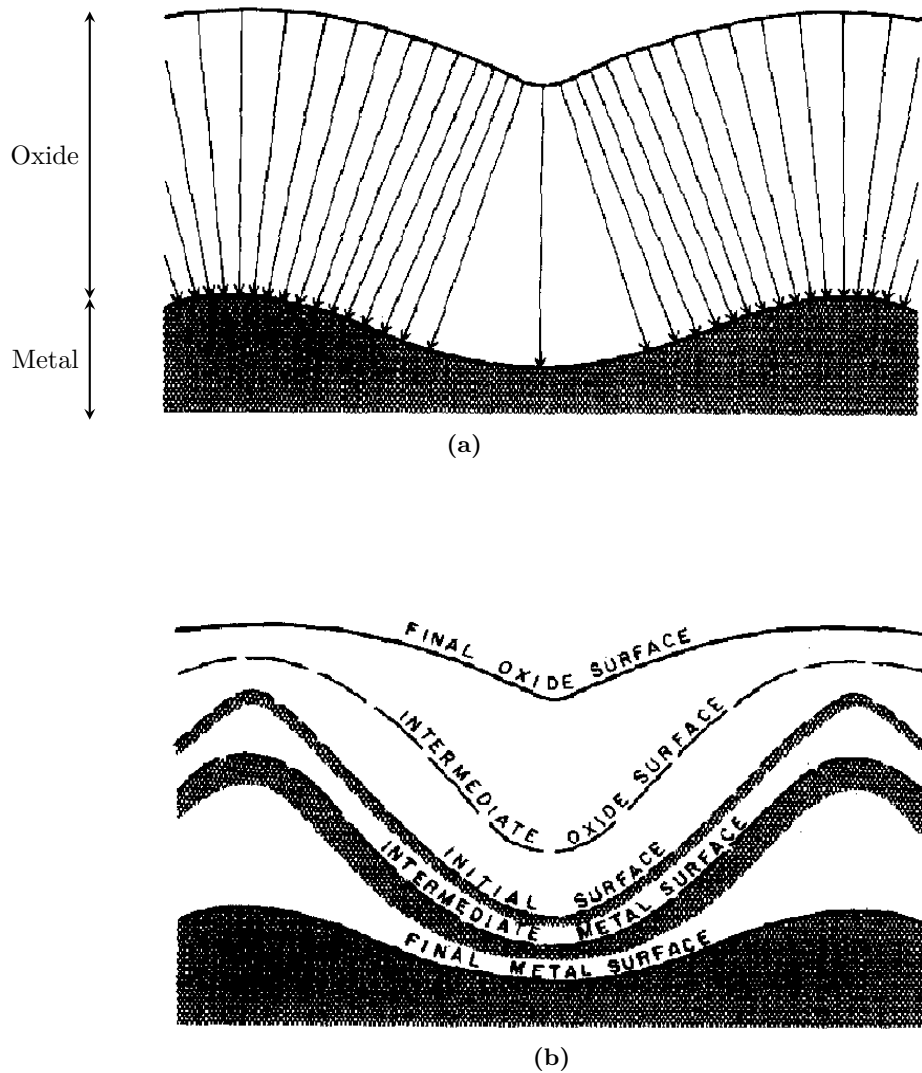 Oxide
Metal
(a)
FINAL OXIDE SURFACE
INTERMEDIATE OXIDE SURFACE
INITIAL SURFACE
INTERMEDIATE METAL SURFACE
FINAL METAL SURFACE
(b)